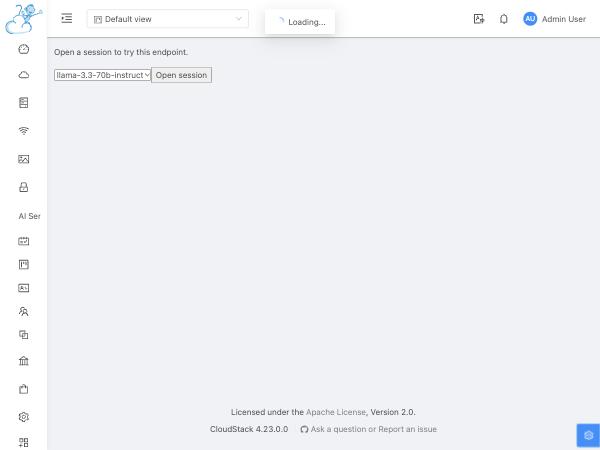 Default view
Loading...
AU Admin User
Open a session to try this endpoint.
llama-3.3-70b-instruct Open session
AI Ser
Licensed under the Apache License, Version 2.0.
CloudStack 4.23.0.0 Ask a question or Report an issue